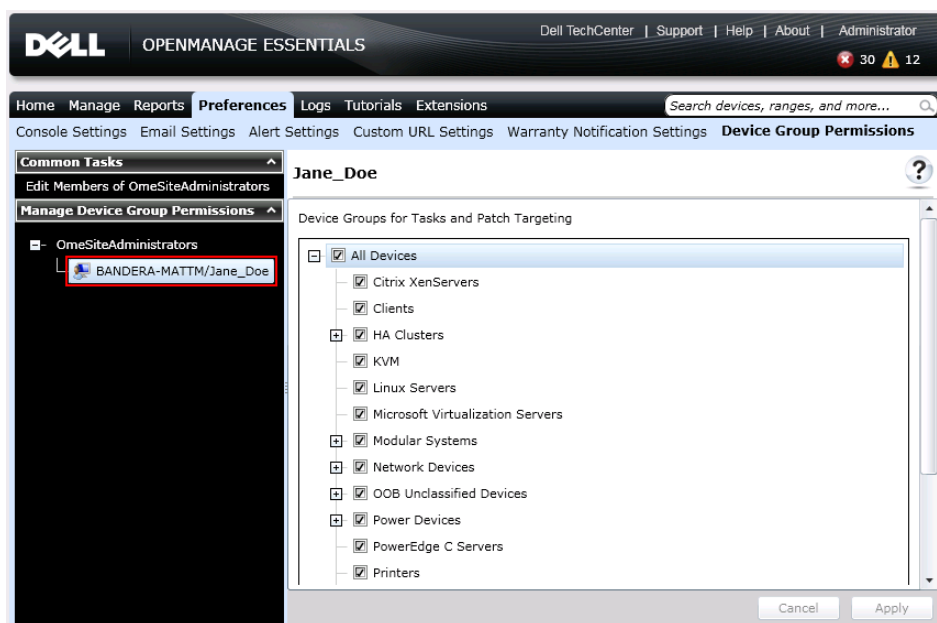 DELL OPENMANAGE ESSENTIALS
Dell TechCenter | Support | Help | About | Administrator
30 12
Home Manage Reports Preferences Logs Tutorials Extensions Search devices, ranges, and more...
Console Settings Email Settings Alert Settings Custom URL Settings Warranty Notification Settings Device Group Permissions
Common Tasks
Edit Members of OmeSiteAdministrators
Manage Device Group Permissions
OmeSiteAdministrators
BANDERA-MATTM/Jane_Doe
Jane_Doe
?
Device Groups for Tasks and Patch Targeting
All Devices
Citrix XenServers
Clients
HA Clusters
KVM
Linux Servers
Microsoft Virtualization Servers
Modular Systems
Network Devices
OOB Unclassified Devices
Power Devices
PowerEdge C Servers
Printers
Cancel Apply